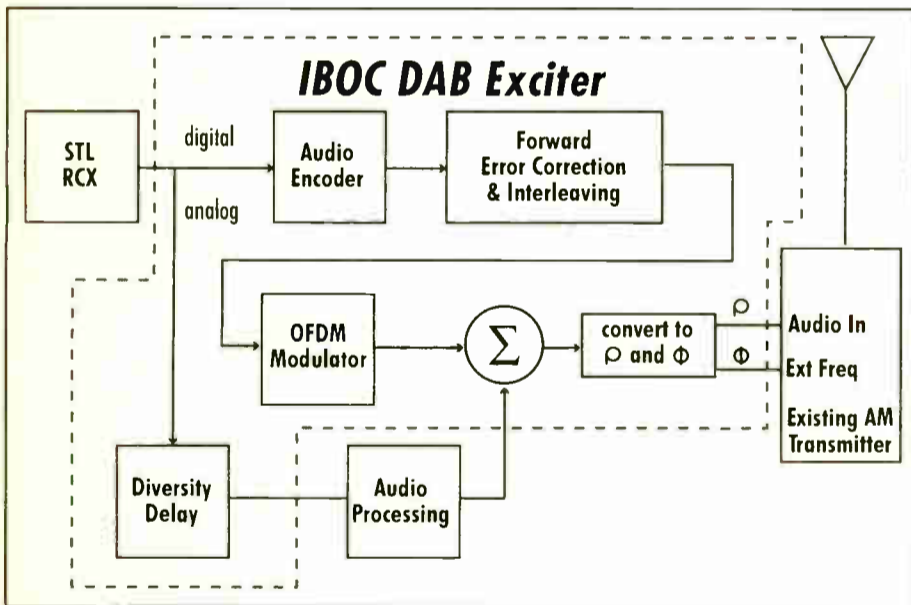 IBOC DAB Exciter
STL
RCX
digital
analog
Audio
Encoder
Forward
Error Correction
& Interleaving
OFDM
Modulator
Σ
convert to
ρ and Φ
ρ
Φ
Audio In
Ext Freq
Existing AM
Transmitter
Diversity
Delay
Audio
Processing